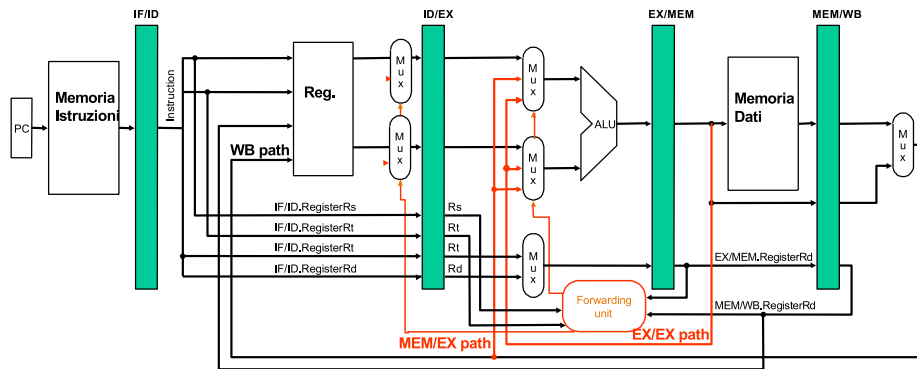 IF/ID
ID/EX
EX/MEM
MEM/WB
PC
Memoria
Istruzioni
Instruction
Reg.
Mux
Mux
Mux
Mux
ALU
Memoria
Dati
Mux
WB path
IF/ID.RegisterRs
Rs
IF/ID.RegisterRt
Rt
IF/ID.RegisterRt
Rt
IF/ID.RegisterRd
Rd
Mux
EX/MEM.RegisterRd
Forwarding
unit
MEM/WB.RegisterRd
MEM/EX path
EX/EX path